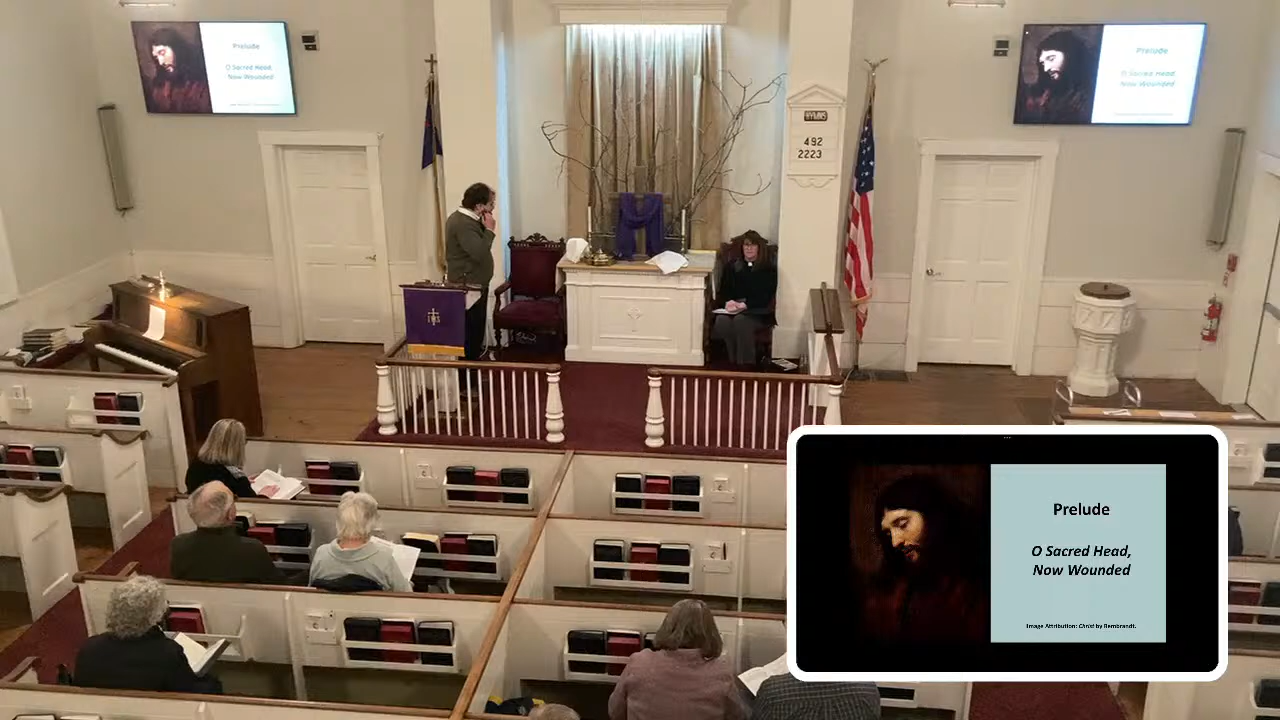 Prelude
O Sacred Head,
Now Wounded
Prelude
O Sacred Head,
Now Wounded
HYMNS
492
2223
IHS
Prelude
O Sacred Head,
Now Wounded
Image Attribution: Christ by Rembrandt.